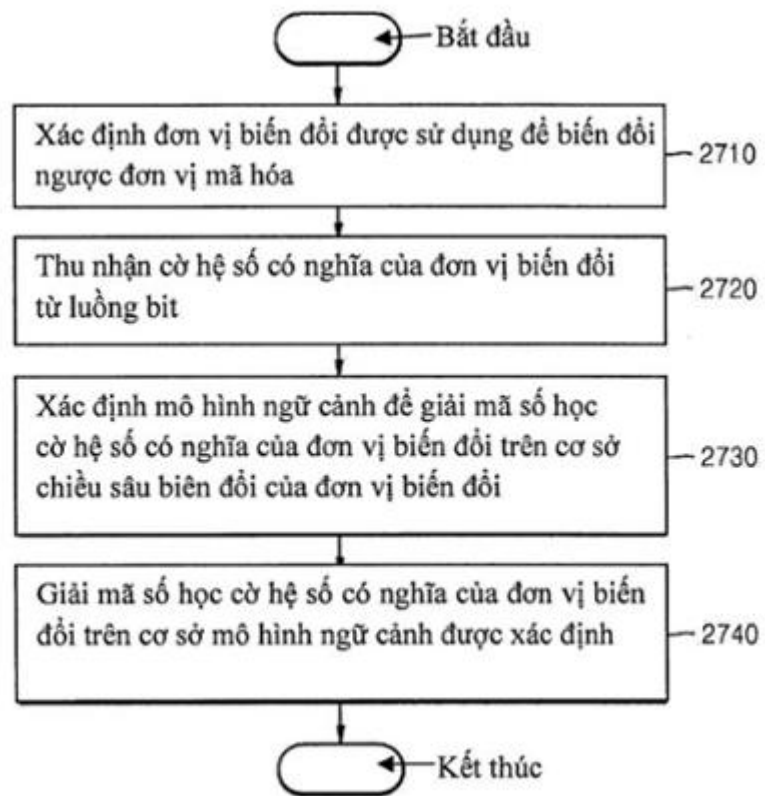 Bắt đầu
Xác định đơn vị biến đổi được sử dụng để biến đổi
ngược đơn vị mã hóa
2710
Thu nhận cờ hệ số có nghĩa của đơn vị biến đổi
từ luồng bit
2720
Xác định mô hình ngữ cảnh để giải mã số học
cờ hệ số có nghĩa của đơn vị biến đổi trên cơ sở
chiều sâu biên đổi của đơn vị biến đổi
2730
Giải mã số học cờ hệ số có nghĩa của đơn vị biến
đổi trên cơ sở mô hình ngữ cảnh được xác định
2740
Kết thúc